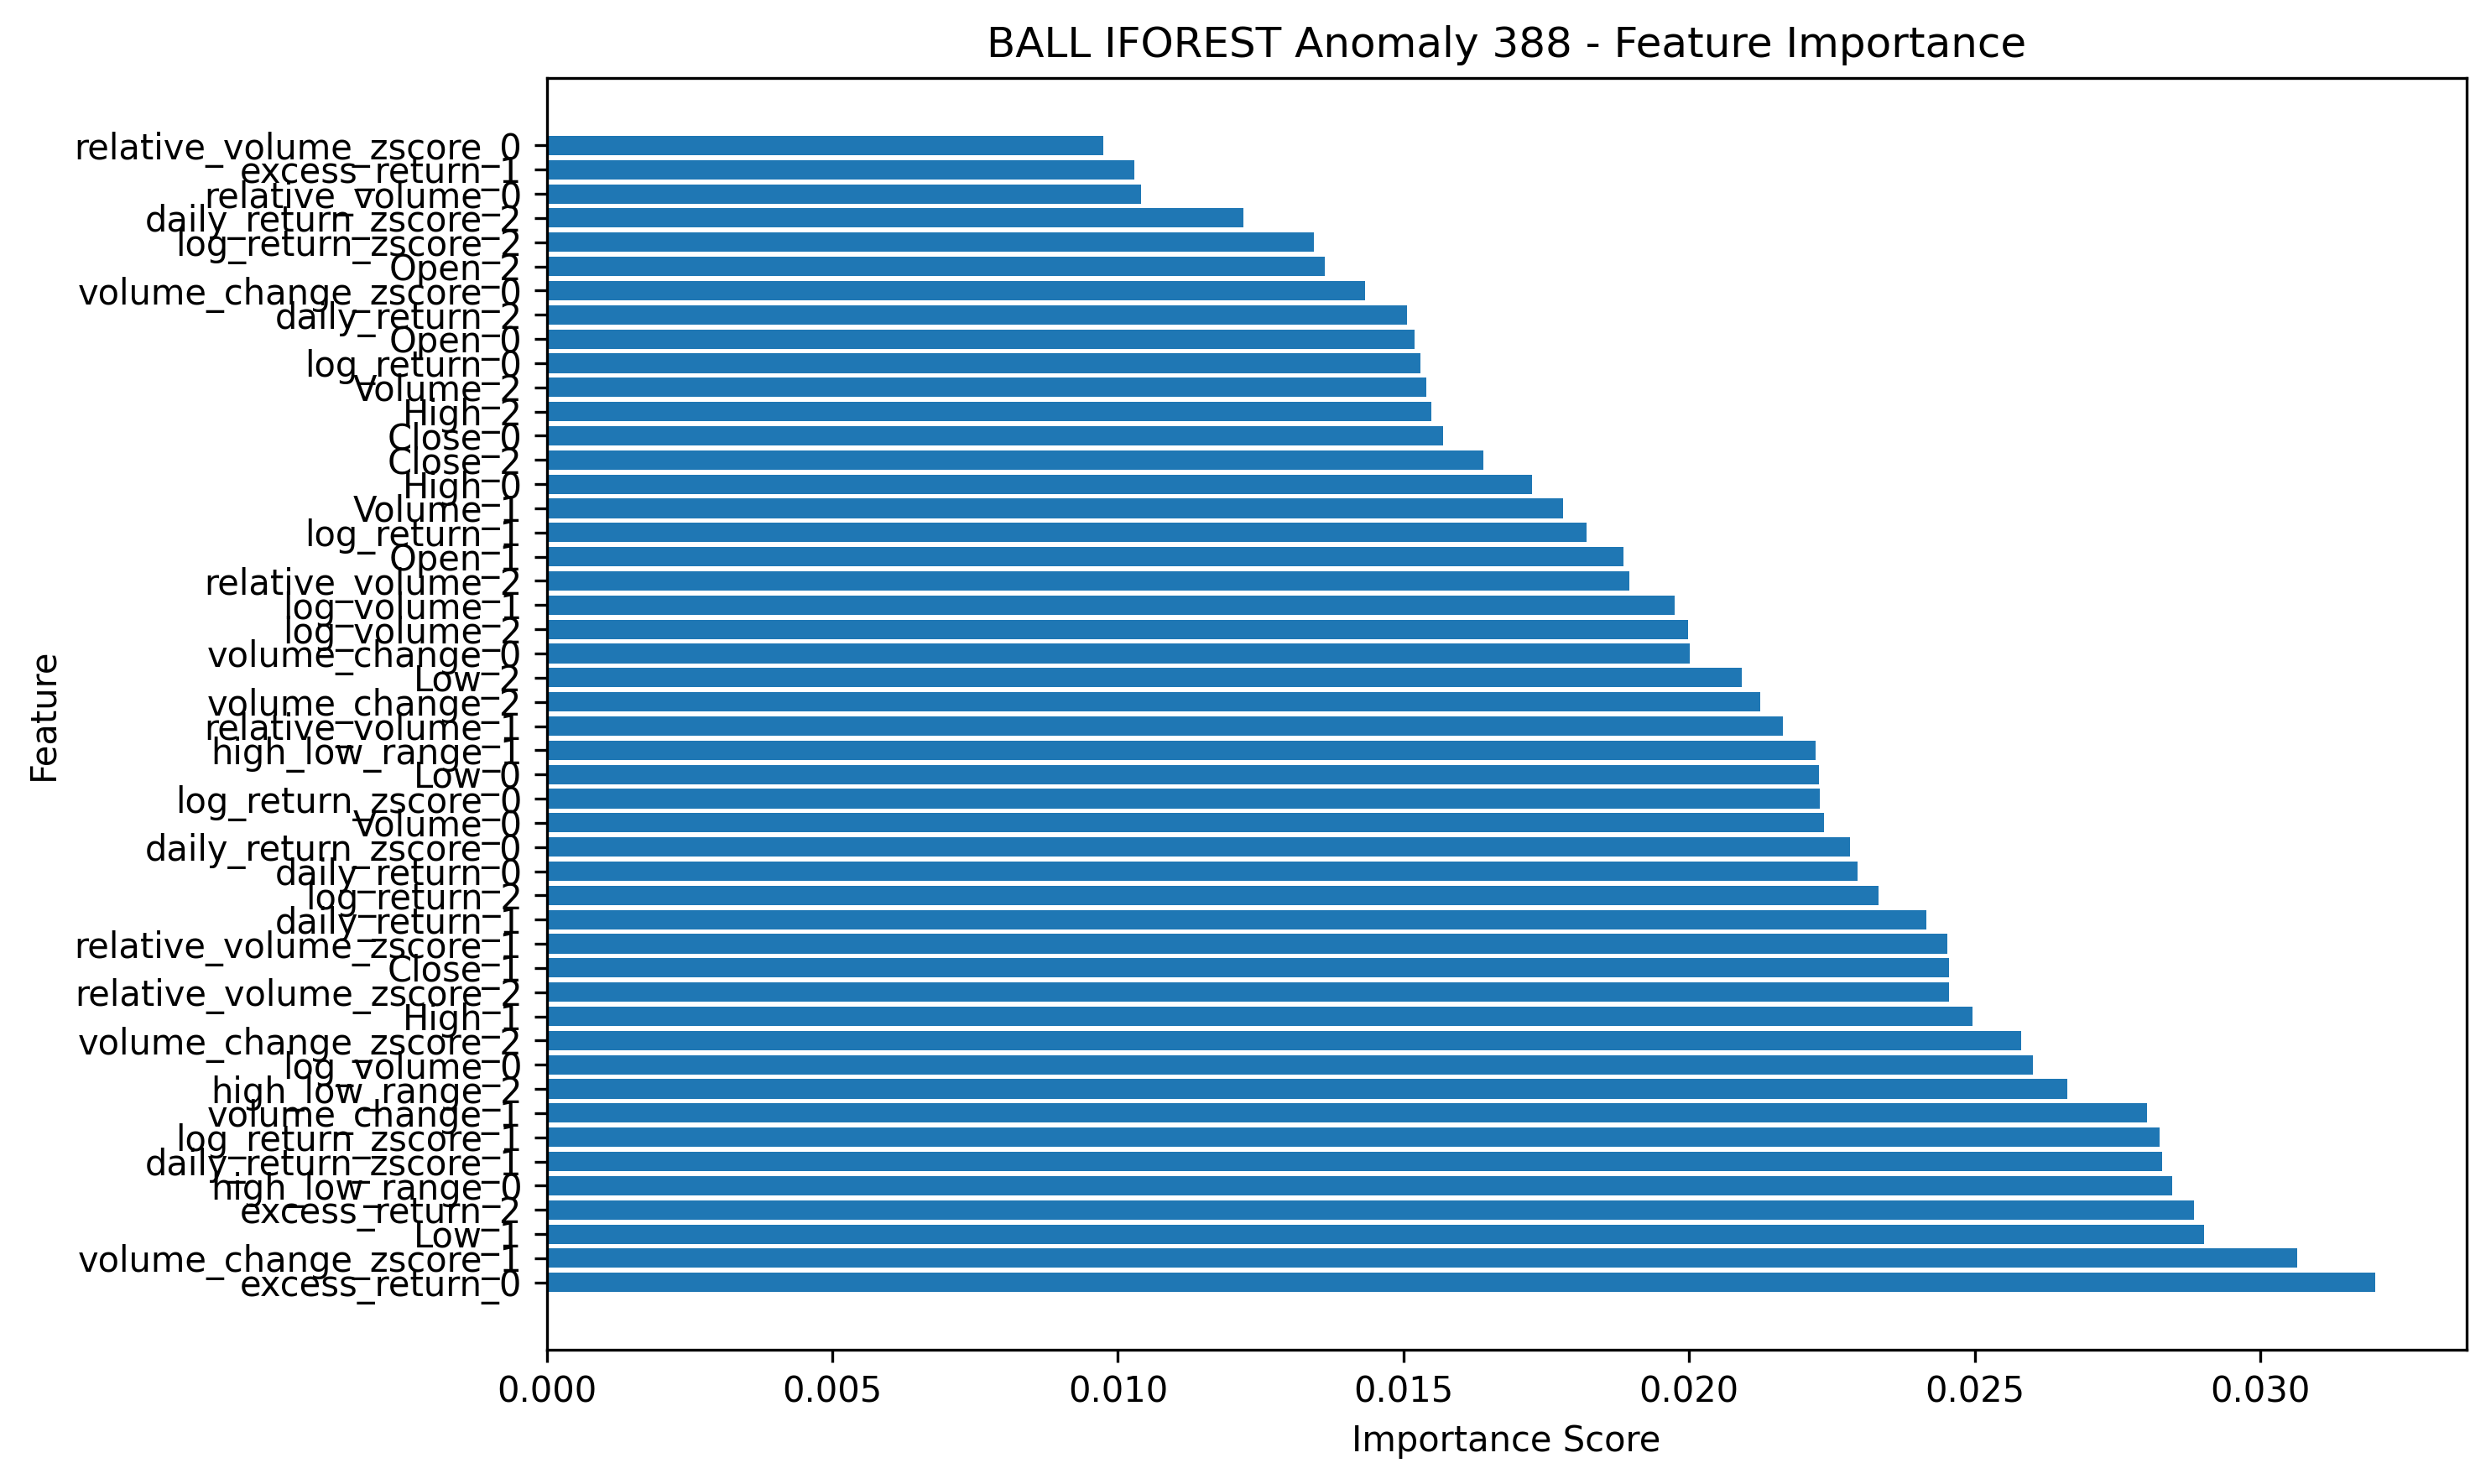 BALL IFOREST Anomaly 388 - Feature Importance
relative_volume_zscore_0
excess_return_1
relative_volume_0
daily_return_zscore_2
log_return_zscore_2
Open_2
volume_change_zscore_0
daily_return_2
Open_0
log_return_0
Volume_2
High_2
Close_0
Close_2
High_0
Volume_1
log_return_1
Open_1
relative_volume_2
log_volume_1
log_volume_2
volume_change_0
Low_2
volume_change_2
relative_volume_1
high_low_range_1
Low_0
log_return_zscore_0
Volume_0
daily_return_zscore_0
daily_return_0
log_return_2
daily_return_1
relative_volume_zscore_1
Close_1
relative_volume_zscore_2
High_1
volume_change_zscore_2
log_volume_0
high_low_range_2
volume_change_1
log_return_zscore_1
daily_return_zscore_1
high_low_range_0
excess_return_2
Low_1
volume_change_zscore_1
excess_return_0
Feature
0.000 0.005 0.010 0.015 0.020 0.025 0.030
Importance Score